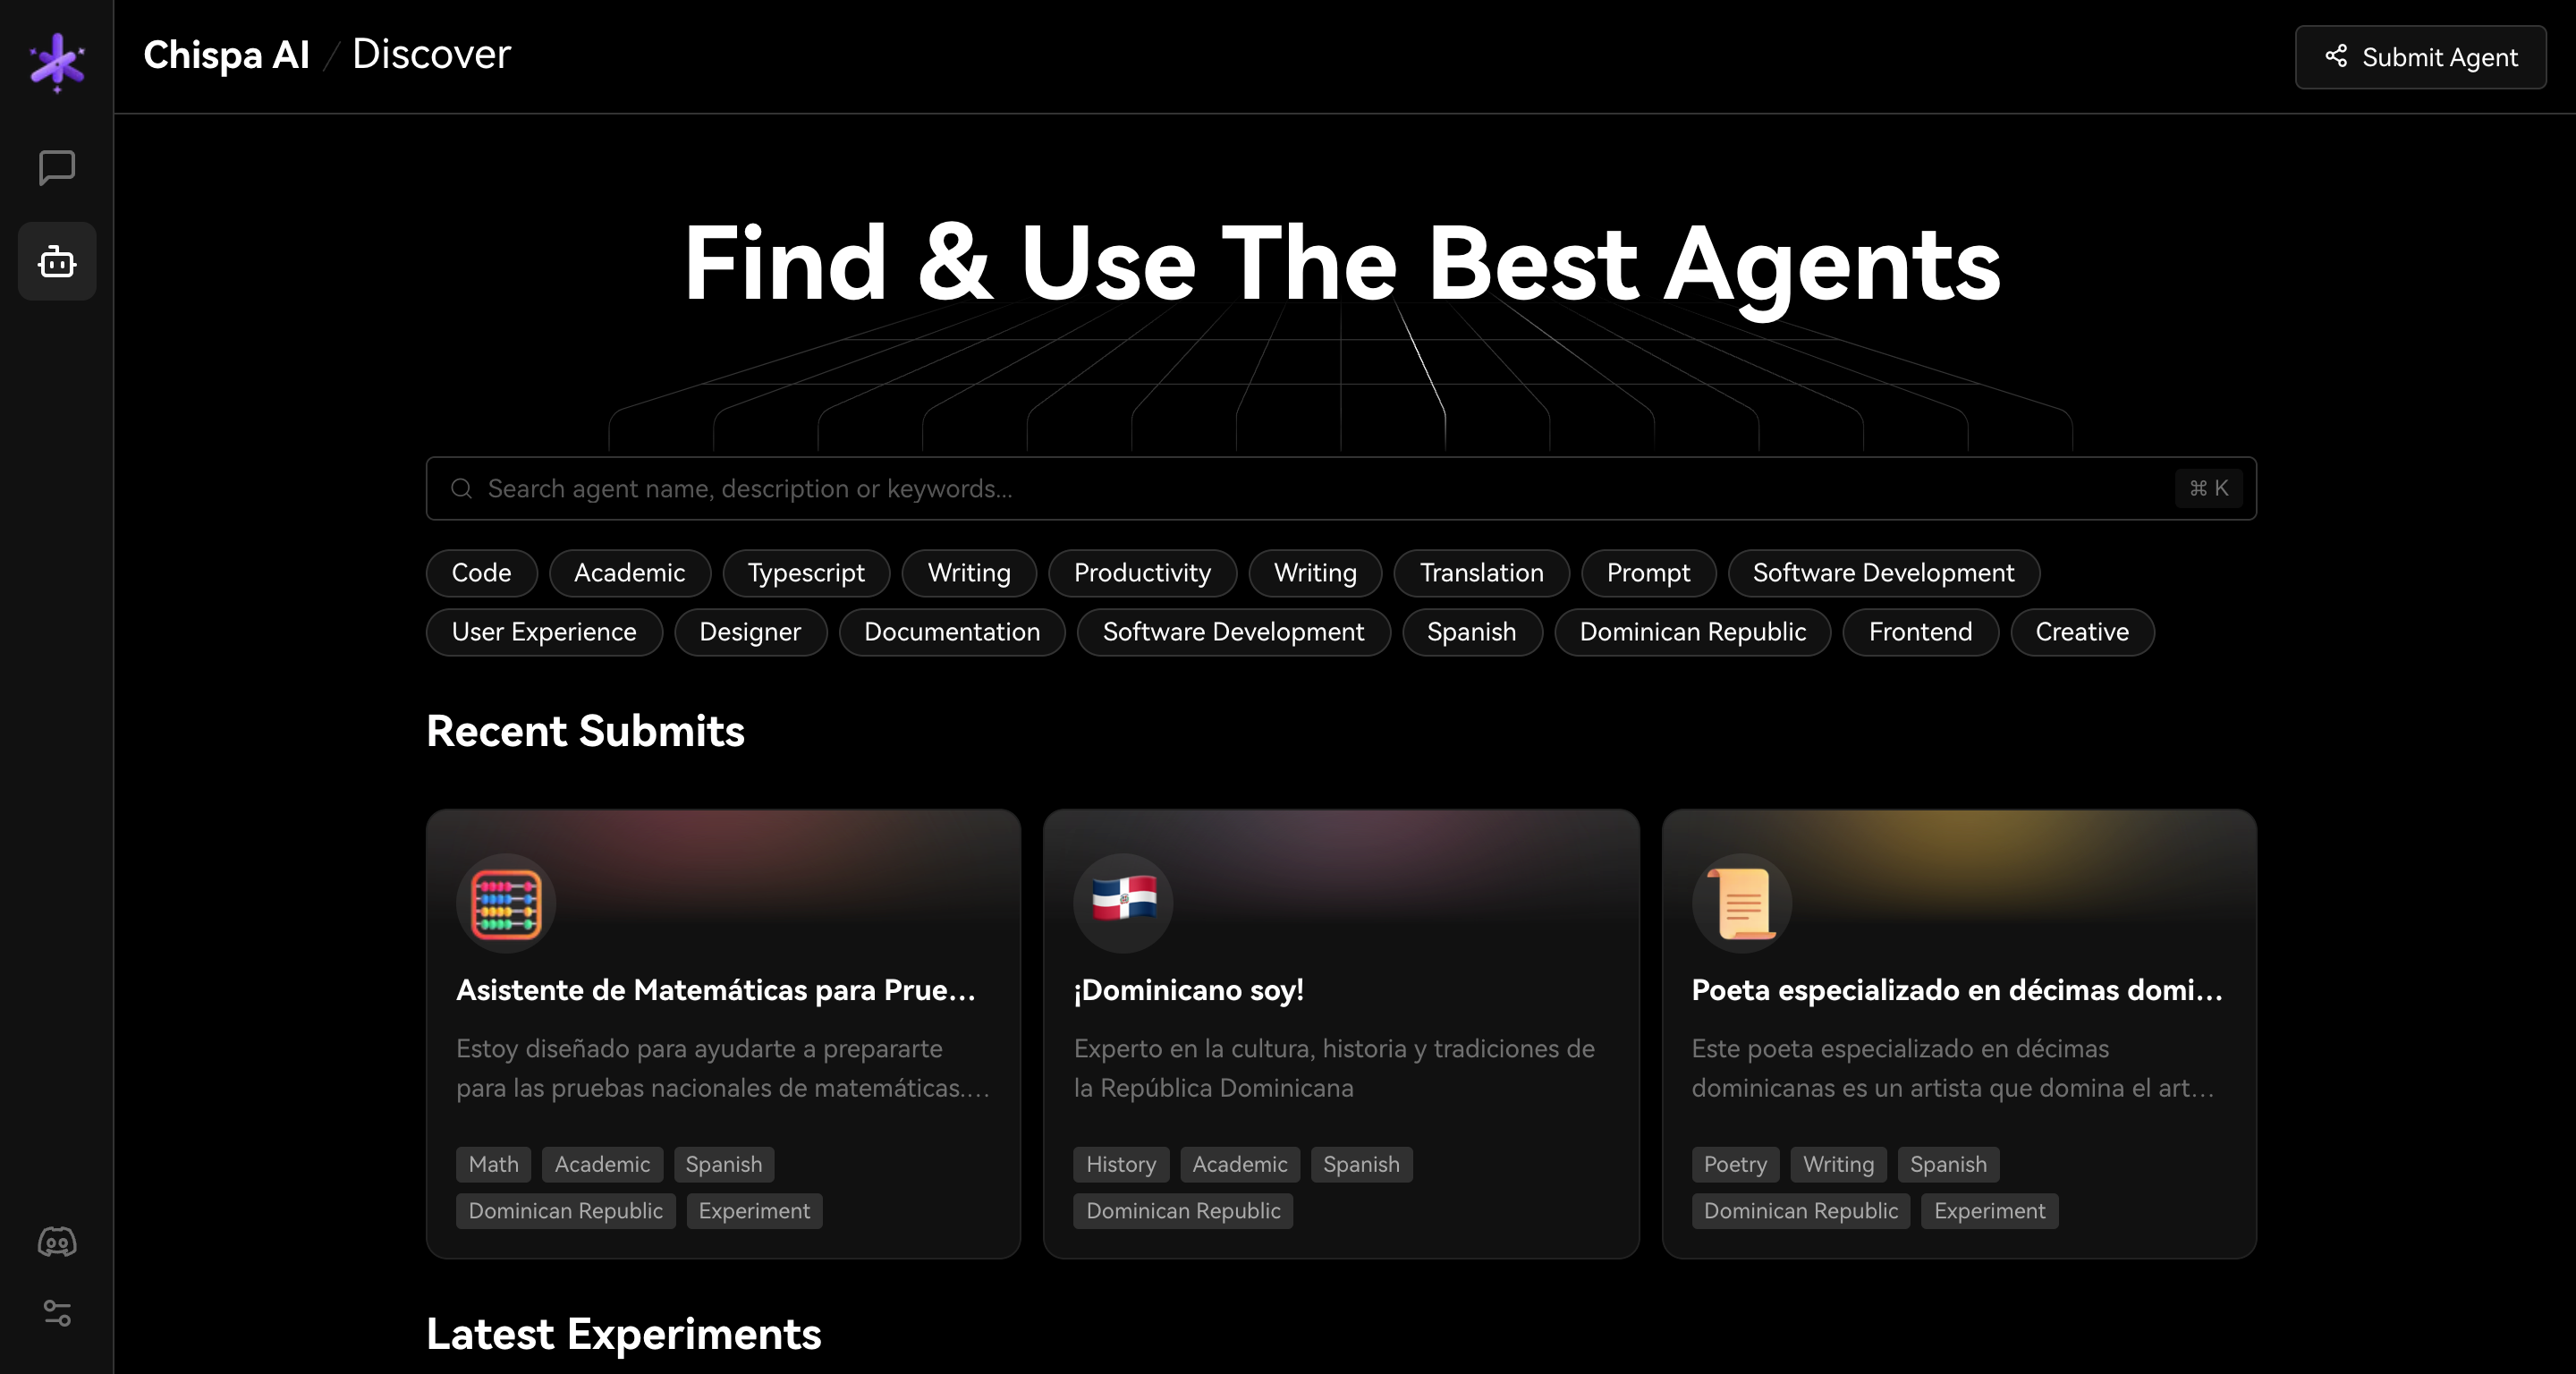 Chispa AI / Discover
Submit Agent
Find & Use The Best Agents
Search agent name, description or keywords...
⌘ K
Code
Academic
Typescript
Writing
Productivity
Writing
Translation
Prompt
Software Development
User Experience
Designer
Documentation
Software Development
Spanish
Dominican Republic
Frontend
Creative
Recent Submits
Asistente de Matemáticas para Prue...
Estoy diseñado para ayudarte a prepararte
para las pruebas nacionales de matemáticas....
Math
Academic
Spanish
Dominican Republic
Experiment
¡Dominicano soy!
Experto en la cultura, historia y tradiciones de
la República Dominicana
History
Academic
Spanish
Dominican Republic
Poeta especializado en décimas domi...
Este poeta especializado en décimas
dominicanas es un artista que domina el art...
Poetry
Writing
Spanish
Dominican Republic
Experiment
Latest Experiments